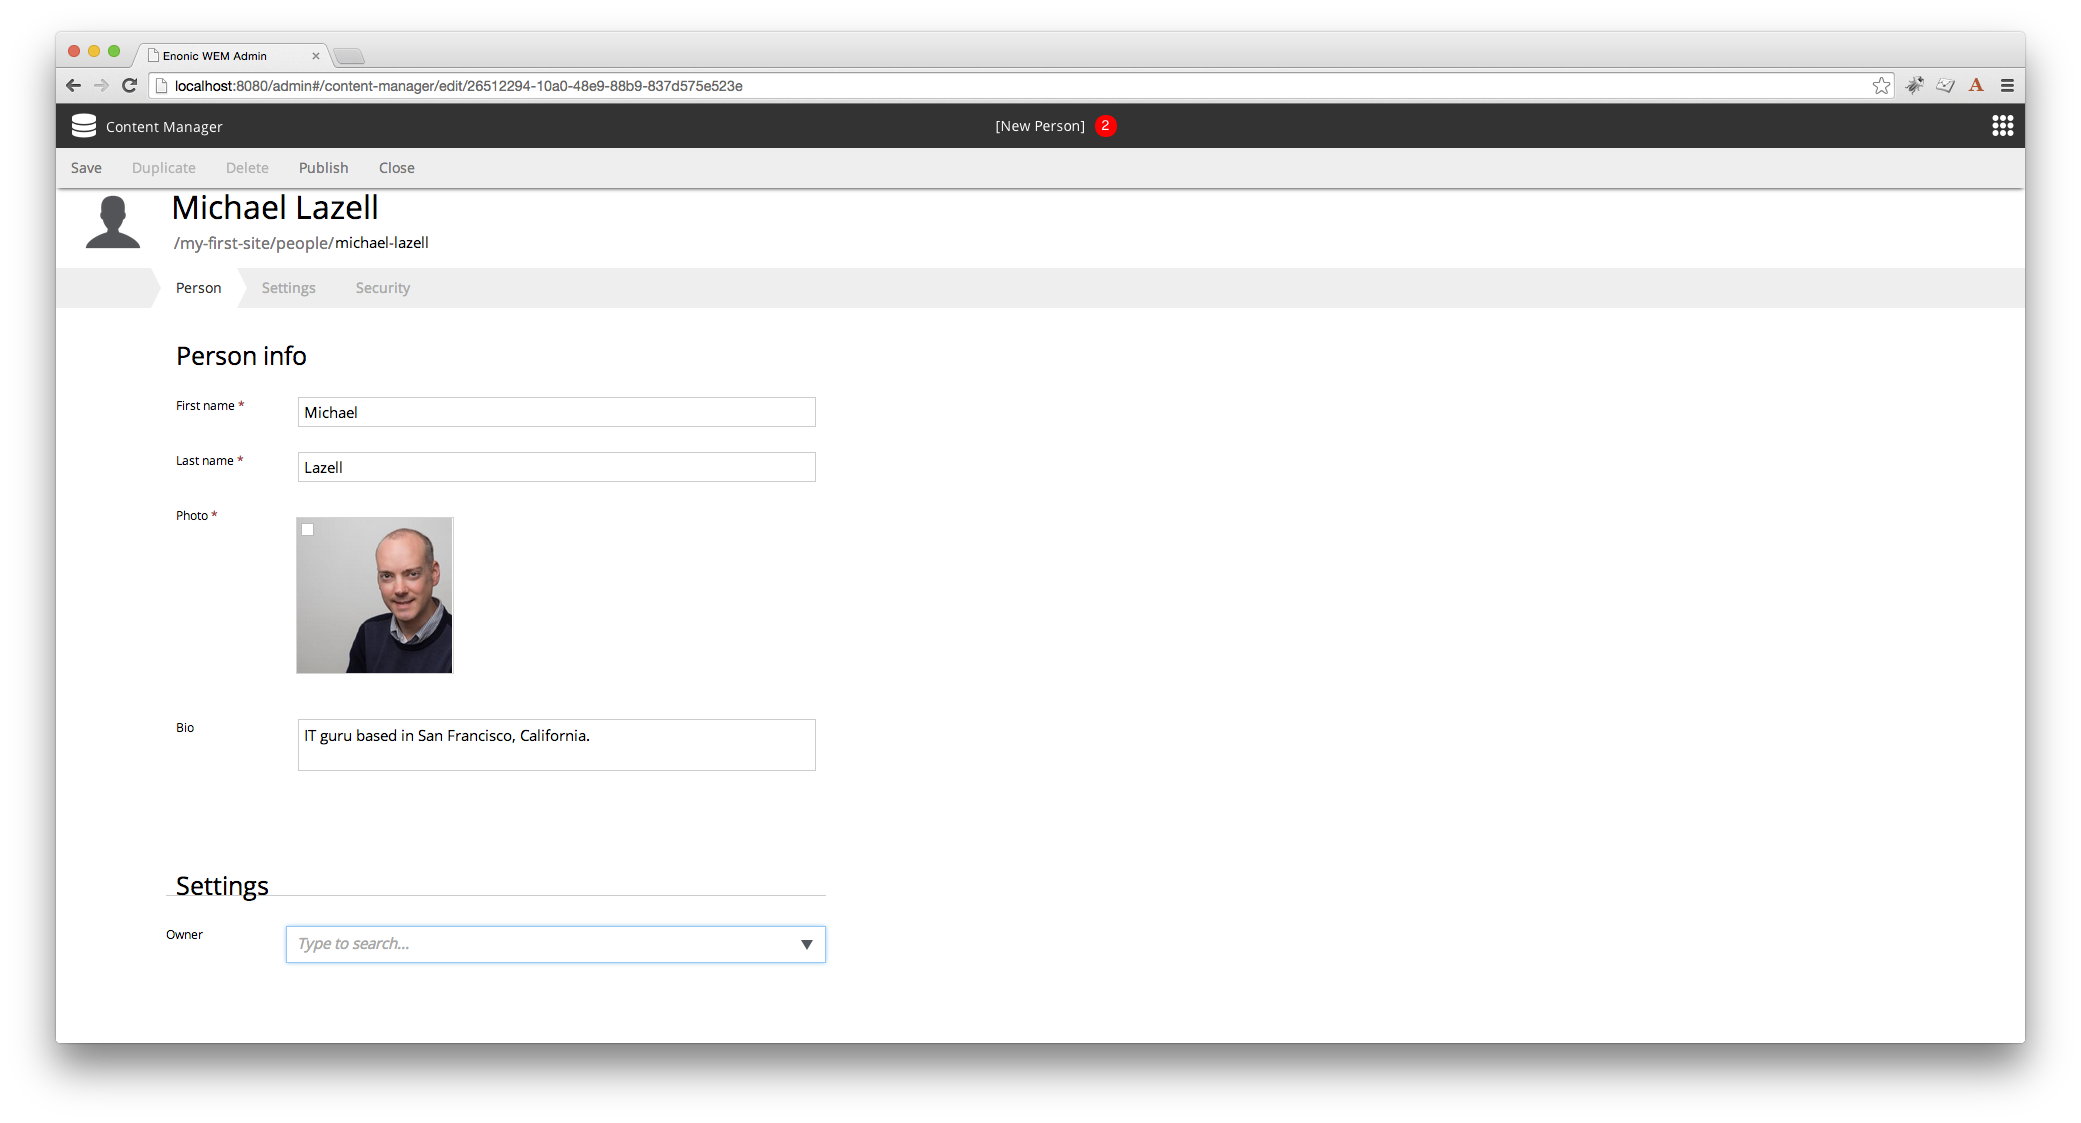 Enonic WEM Admin
localhost:8080/admin#/content-manager/edit/26512294-10a0-48e9-88b9-837d575e523e
A
Content Manager
[New Person] 2
Save Duplicate Delete Publish Close
Michael Lazell
/my-first-site/people/michael-lazell
Person Settings Security
Person info
First name * Michael
Last name * Lazell
Photo *
Bio IT guru based in San Francisco, California.
Settings
Owner Type to search...